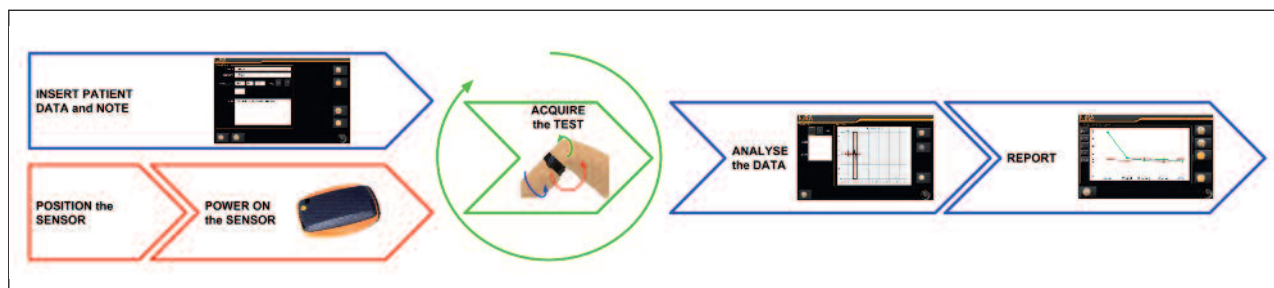 INSERT PATIENT
DATA and NOTE
POSITION the
SENSOR
POWER ON
the SENSOR
ACQUIRE
the TEST
ANALYSE
the DATA
REPORT